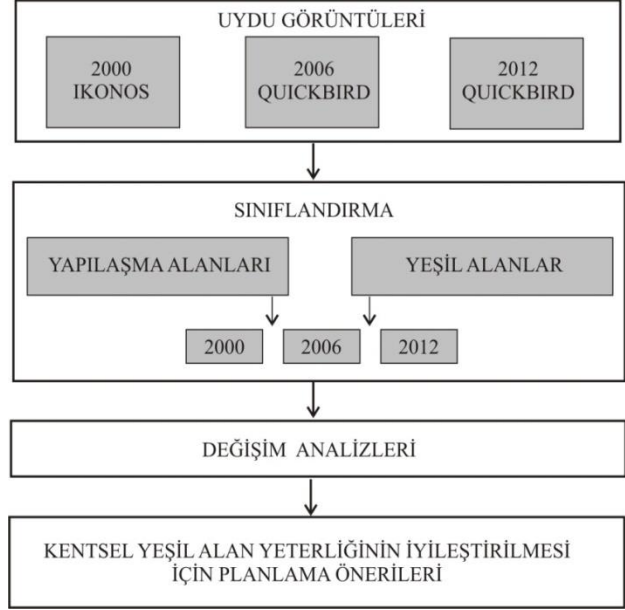 UYDU GÖRÜNTÜLERİ
2000
IKONOS
2006
QUICKBIRD
2012
QUICKBIRD
SINIFLANDIRMA
YAPILAŞMA ALANLARI
YEŞİL ALANLAR
2000
2006
2012
DEĞİŞİM ANALİZLERİ
KENTSEL YEŞİL ALAN YETERLİĞİNİN İYİLEŞTİRİLMESİ
İÇİN PLANLAMA ÖNERİLERİ